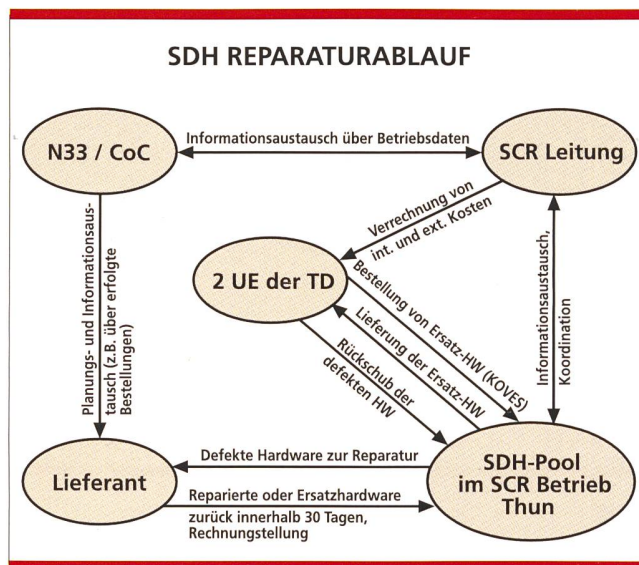 SDH REPARATURABLAUF
N33 / CoC
Informationsaustausch über Betriebsdaten
SCR Leitung
Verrechnung von
int. und ext. Kosten
2 UE der TD
Bestellung von Ersatz-HW (KOVES)
Lieferung der Ersatz-HW
Rückschub der
defekten HW
Informationsaustausch,
Koordination
Planungs- und Informationsaus-
tausch (z.B. über erfolgte
Bestellungen)
Lieferant
Defekte Hardware zur Reparatur
Reparierte oder Ersatzhardware
zurück innerhalb 30 Tagen,
Rechnungstellung
SDH-Pool
im SCR Betrieb
Thun